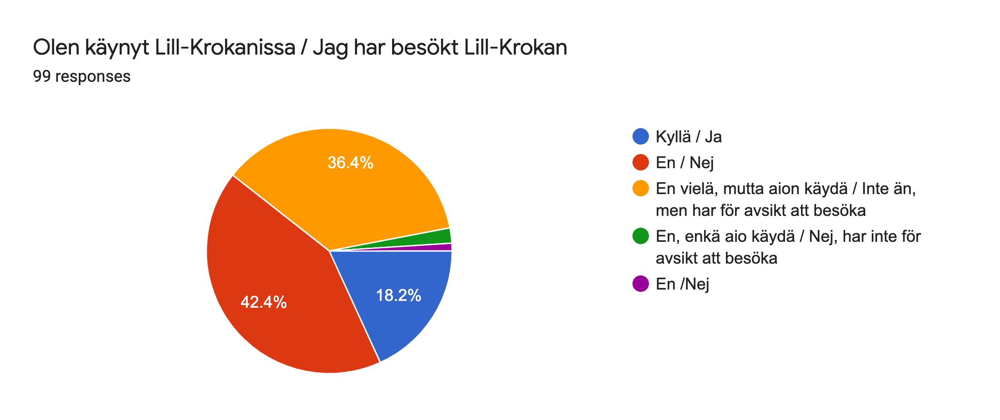 Olen käynyt Lill-Krokanissa / Jag har besökt Lill-Krokan
99 responses
36.4%
42.4%
18.2%
Kyllä / Ja
En / Nej
En vielä, mutta aion käydä / Inte än,
men har för avsikt att besöka
En, enkä aio käydä / Nej, har inte för
avsikt att besöka
En /Nej